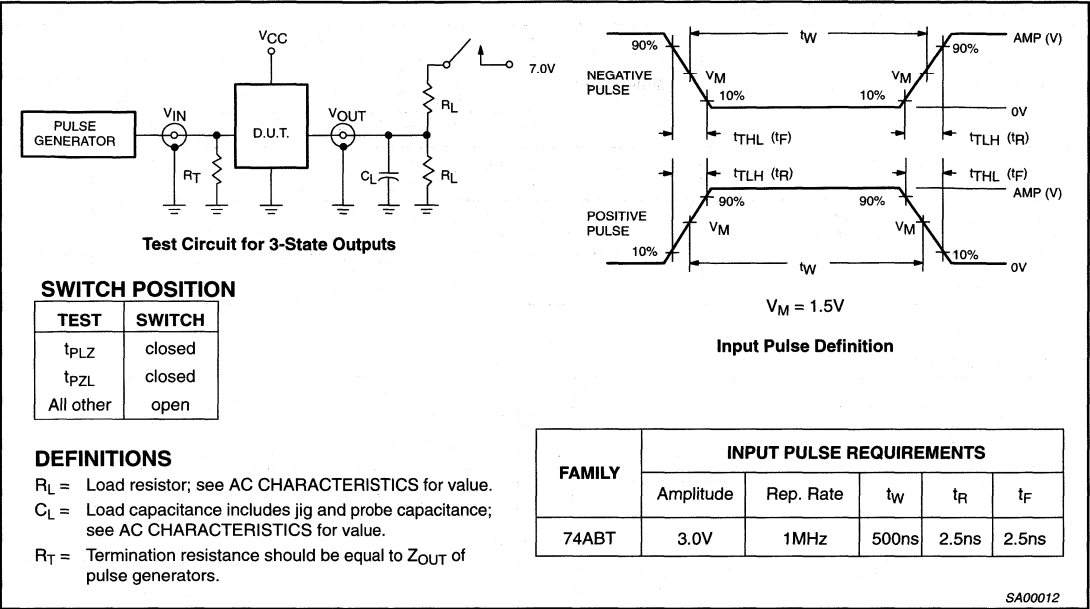 VCC
7.0V
RL
PULSE
GENERATOR
VIN
D.U.T.
VOUT
RT
CL
RL
Test Circuit for 3-State Outputs
SWITCH POSITION
TEST SWITCH
tPLZ closed
tPZL closed
All other open
DEFINITIONS
RL = Load resistor; see AC CHARACTERISTICS for value.
CL = Load capacitance includes jig and probe capacitance;
see AC CHARACTERISTICS for value.
RT = Termination resistance should be equal to ZOUT of
pulse generators.
90% tW 90% AMP (V)
NEGATIVE
PULSE
VM VM
10% 10% 0V
tTHL (tF) tTLH (tR)
tTLH (tR) tTHL (tF)
AMP (V)
90% 90%
POSITIVE
PULSE
VM VM
10% 10%
tW 0V
VM = 1.5V
Input Pulse Definition
FAMILY INPUT PULSE REQUIREMENTS
Amplitude Rep. Rate tW tR tF
74ABT 3.0V 1MHz 500ns 2.5ns 2.5ns
SA00012